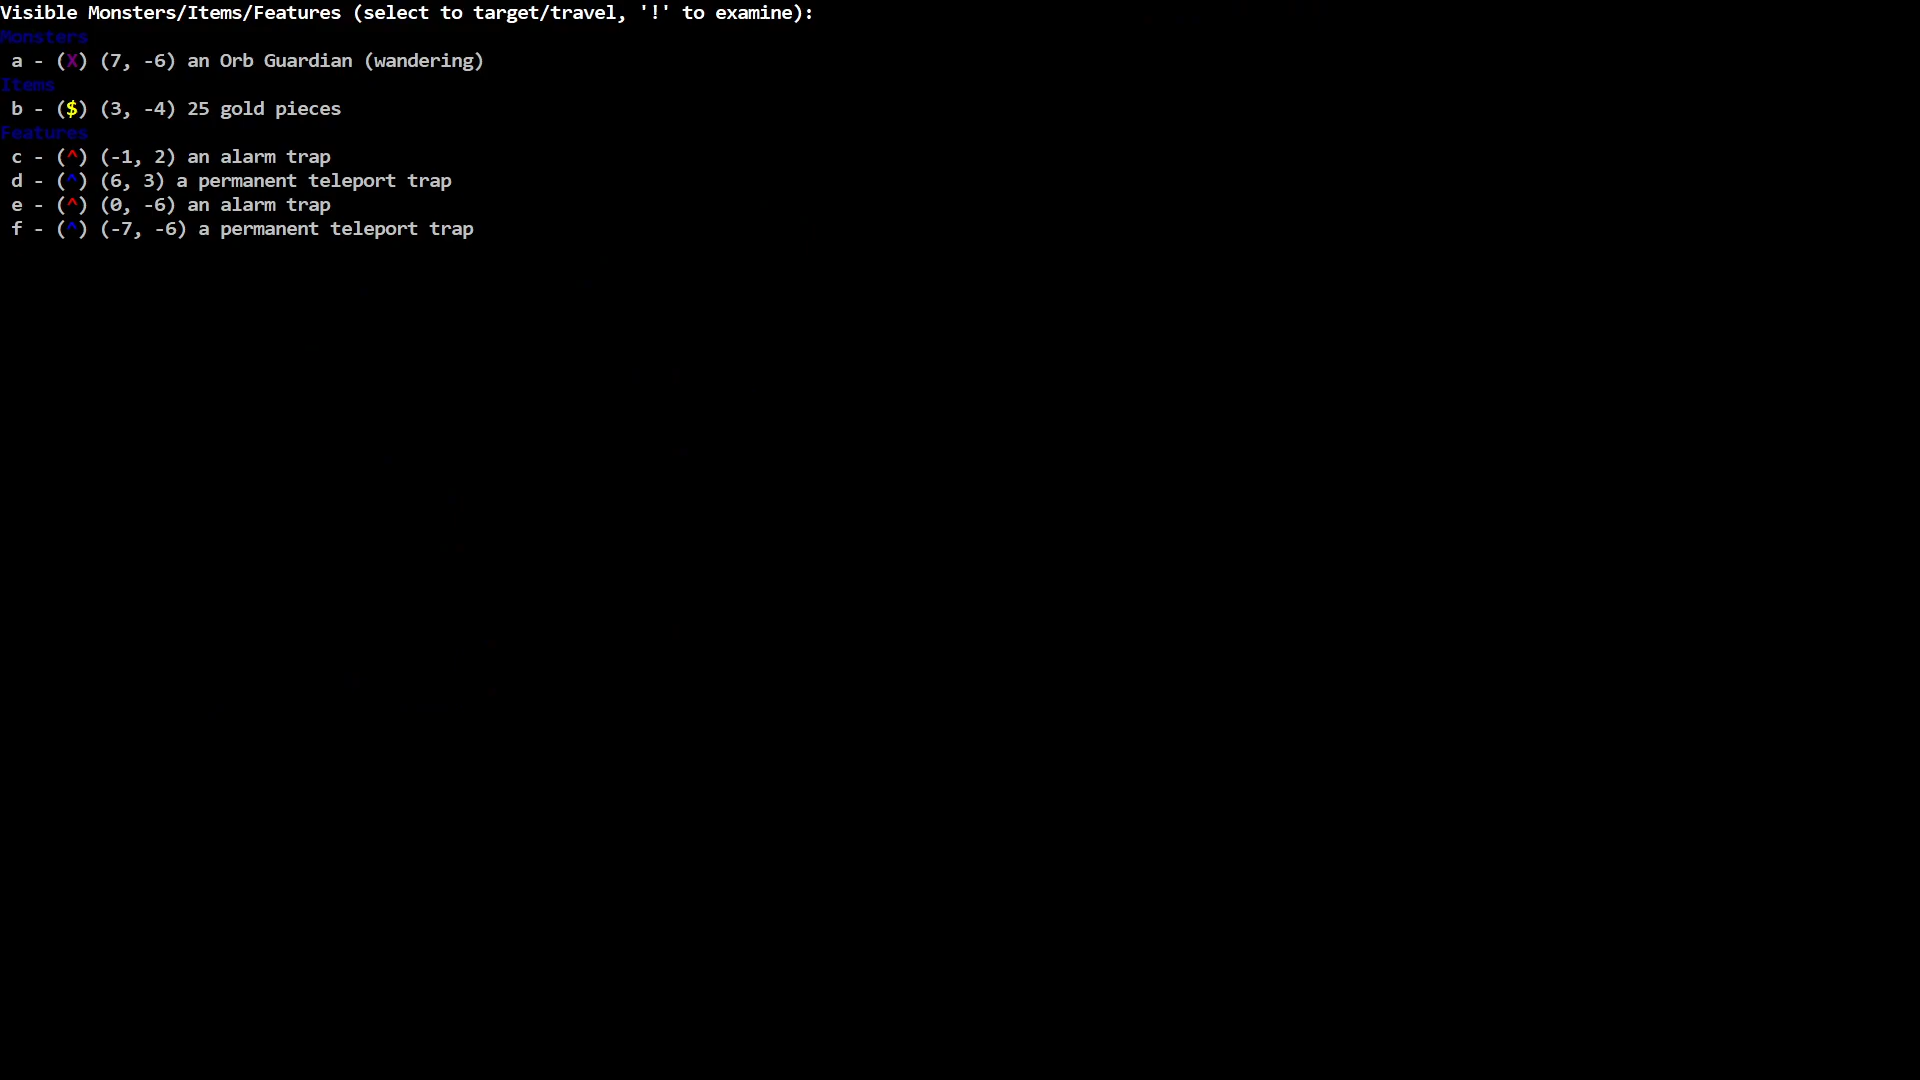 Visible Monsters/Items/Features (select to target/travel, '!' to examine):
Monsters
a - (X) (7, -6) an Orb Guardian (wandering)
Items
b - ($) (3, -4) 25 gold pieces
Features
c - (^) (-1, 2) an alarm trap
d - (^) (6, 3) a permanent teleport trap
e - (^) (0, -6) an alarm trap
f - (^) (-7, -6) a permanent teleport trap